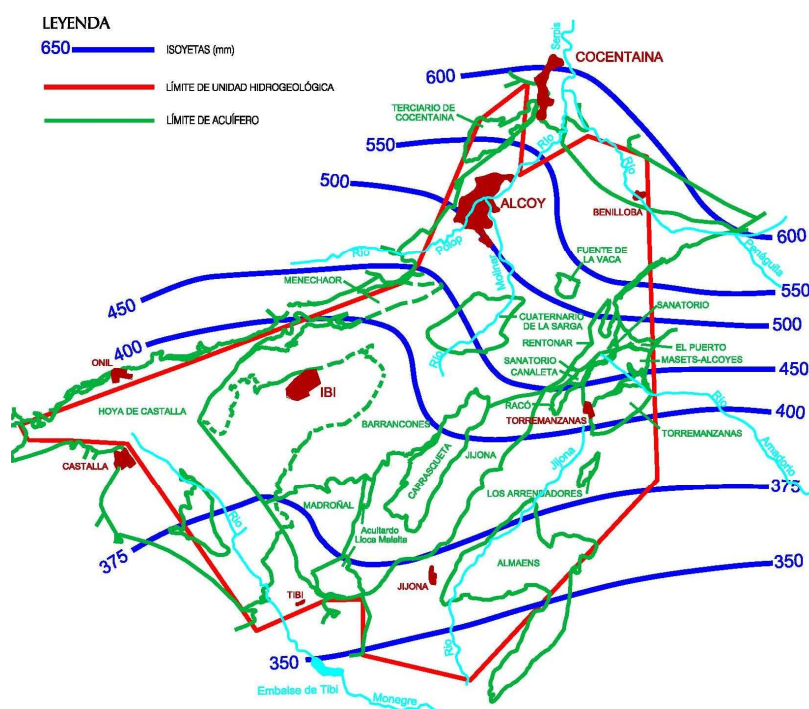 LEYENDA
650 ISOYETAS (mm)
LÍMITE DE UNIDAD HIDROGEOLÓGICA
LÍMITE DE ACUÍFERO
Serpis
COCENTAINA
600
TERCIARIO DE
COCENTAINA
550
Río
Río
500
ALCOY
BENILLOBA
Río
Polop
Molinar
FUENTE DE
LA VACA
600
Penáguila
MENECHAOR
450
550
SANATORIO
CUATERNARIO
DE LA SARGA
500
400
RENTONAR
EL PUERTO
ONIL
Río
SANATORIO
MASETS-ALCOYES
CANALETA
450
IBI
HOYA DE CASTALLA
RACÓ
Río
400
BARRANCONES
TORREMANZANAS
TORREMANZANAS
CASTALLA
CARRASQUETA
JIJONA
Jijona
Amadorio
LOS ARRENDADORES
375
MADROÑAL
Río
Acuitardo
Lloca Malalta
375
ALMAENS
350
TIBI
JIJONA
Río
350
Embalse de Tibi
Monegre